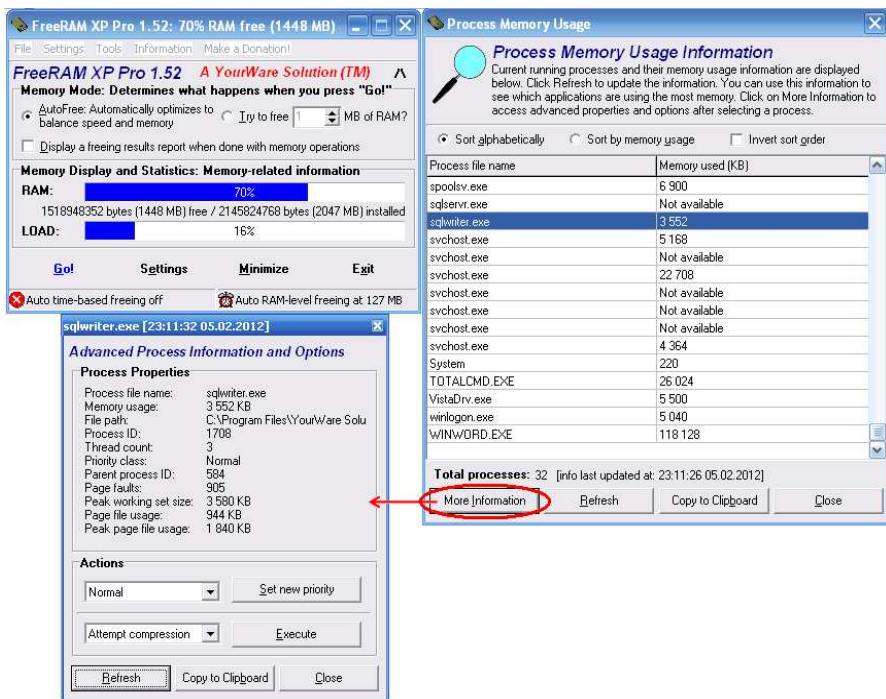 FreeRAM XP Pro 1.52: 70% RAM free (1448 MB)
File Settings Tools Information Make a Donation!
FreeRAM XP Pro 1.52 A YourWare Solution (TM) /\
Memory Mode: Determines what happens when you press "Go!"
AutoFree: Automatically optimizes to balance speed and memory
Try to free 1 MB of RAM?
Display a freeing results report when done with memory operations
Memory Display and Statistics: Memory-related information
RAM: 70%
1518948352 bytes (1448 MB) free / 2145824768 bytes (2047 MB) installed
LOAD: 16%
Go! Settings Minimize Exit
Auto time-based freeing off Auto RAM-level freeing at 127 MB
Process Memory Usage
Process Memory Usage Information
Current running processes and their memory usage information are displayed
below. Click Refresh to update the information. You can use this information to
see which applications are using the most memory. Click on More Information to
access advanced properties and options after selecting a process.
Sort alphabetically Sort by memory usage Invert sort order
Process file name Memory used (KB)
spoolsv.exe 6 900
sqlservr.exe Not available
sqlwriter.exe 3 552
svchost.exe 5 168
svchost.exe Not available
svchost.exe 22 708
svchost.exe Not available
svchost.exe Not available
svchost.exe Not available
svchost.exe 4 364
System 220
TOTALCMD.EXE 26 024
VistaDrv.exe 5 500
winlogon.exe 5 040
WINWORD.EXE 118 128
Total processes: 32 [info last updated at: 23:11:26 05.02.2012]
More Information Refresh Copy to Clipboard Close
sqlwriter.exe [23:11:32 05.02.2012]
Advanced Process Information and Options
Process Properties
Process file name: sqlwriter.exe
Memory usage: 3 552 KB
File path: C:\Program Files\YourWare Solu
Process ID: 1708
Thread count: 3
Priority class: Normal
Parent process ID: 584
Page faults: 905
Peak working set size: 3 580 KB
Page file usage: 944 KB
Peak page file usage: 1 840 KB
Actions
Normal Set new priority
Attempt compression Execute
Refresh Copy to Clipboard Close